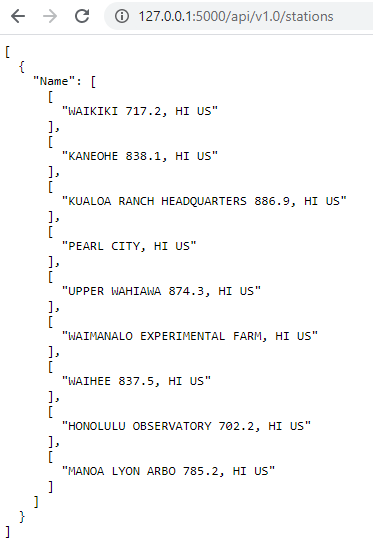 127.0.0.1:5000/api/v1.0/stations
[
  {
    "Name": [
      [
        "WAIKIKI 717.2, HI US"
      ],
      [
        "KANEOHE 838.1, HI US"
      ],
      [
        "KUALOA RANCH HEADQUARTERS 886.9, HI US"
      ],
      [
        "PEARL CITY, HI US"
      ],
      [
        "UPPER WAHIAWA 874.3, HI US"
      ],
      [
        "WAIMANALO EXPERIMENTAL FARM, HI US"
      ],
      [
        "WAIHEE 837.5, HI US"
      ],
      [
        "HONOLULU OBSERVATORY 702.2, HI US"
      ],
      [
        "MANOA LYON ARBO 785.2, HI US"
      ]
    ]
  }
]